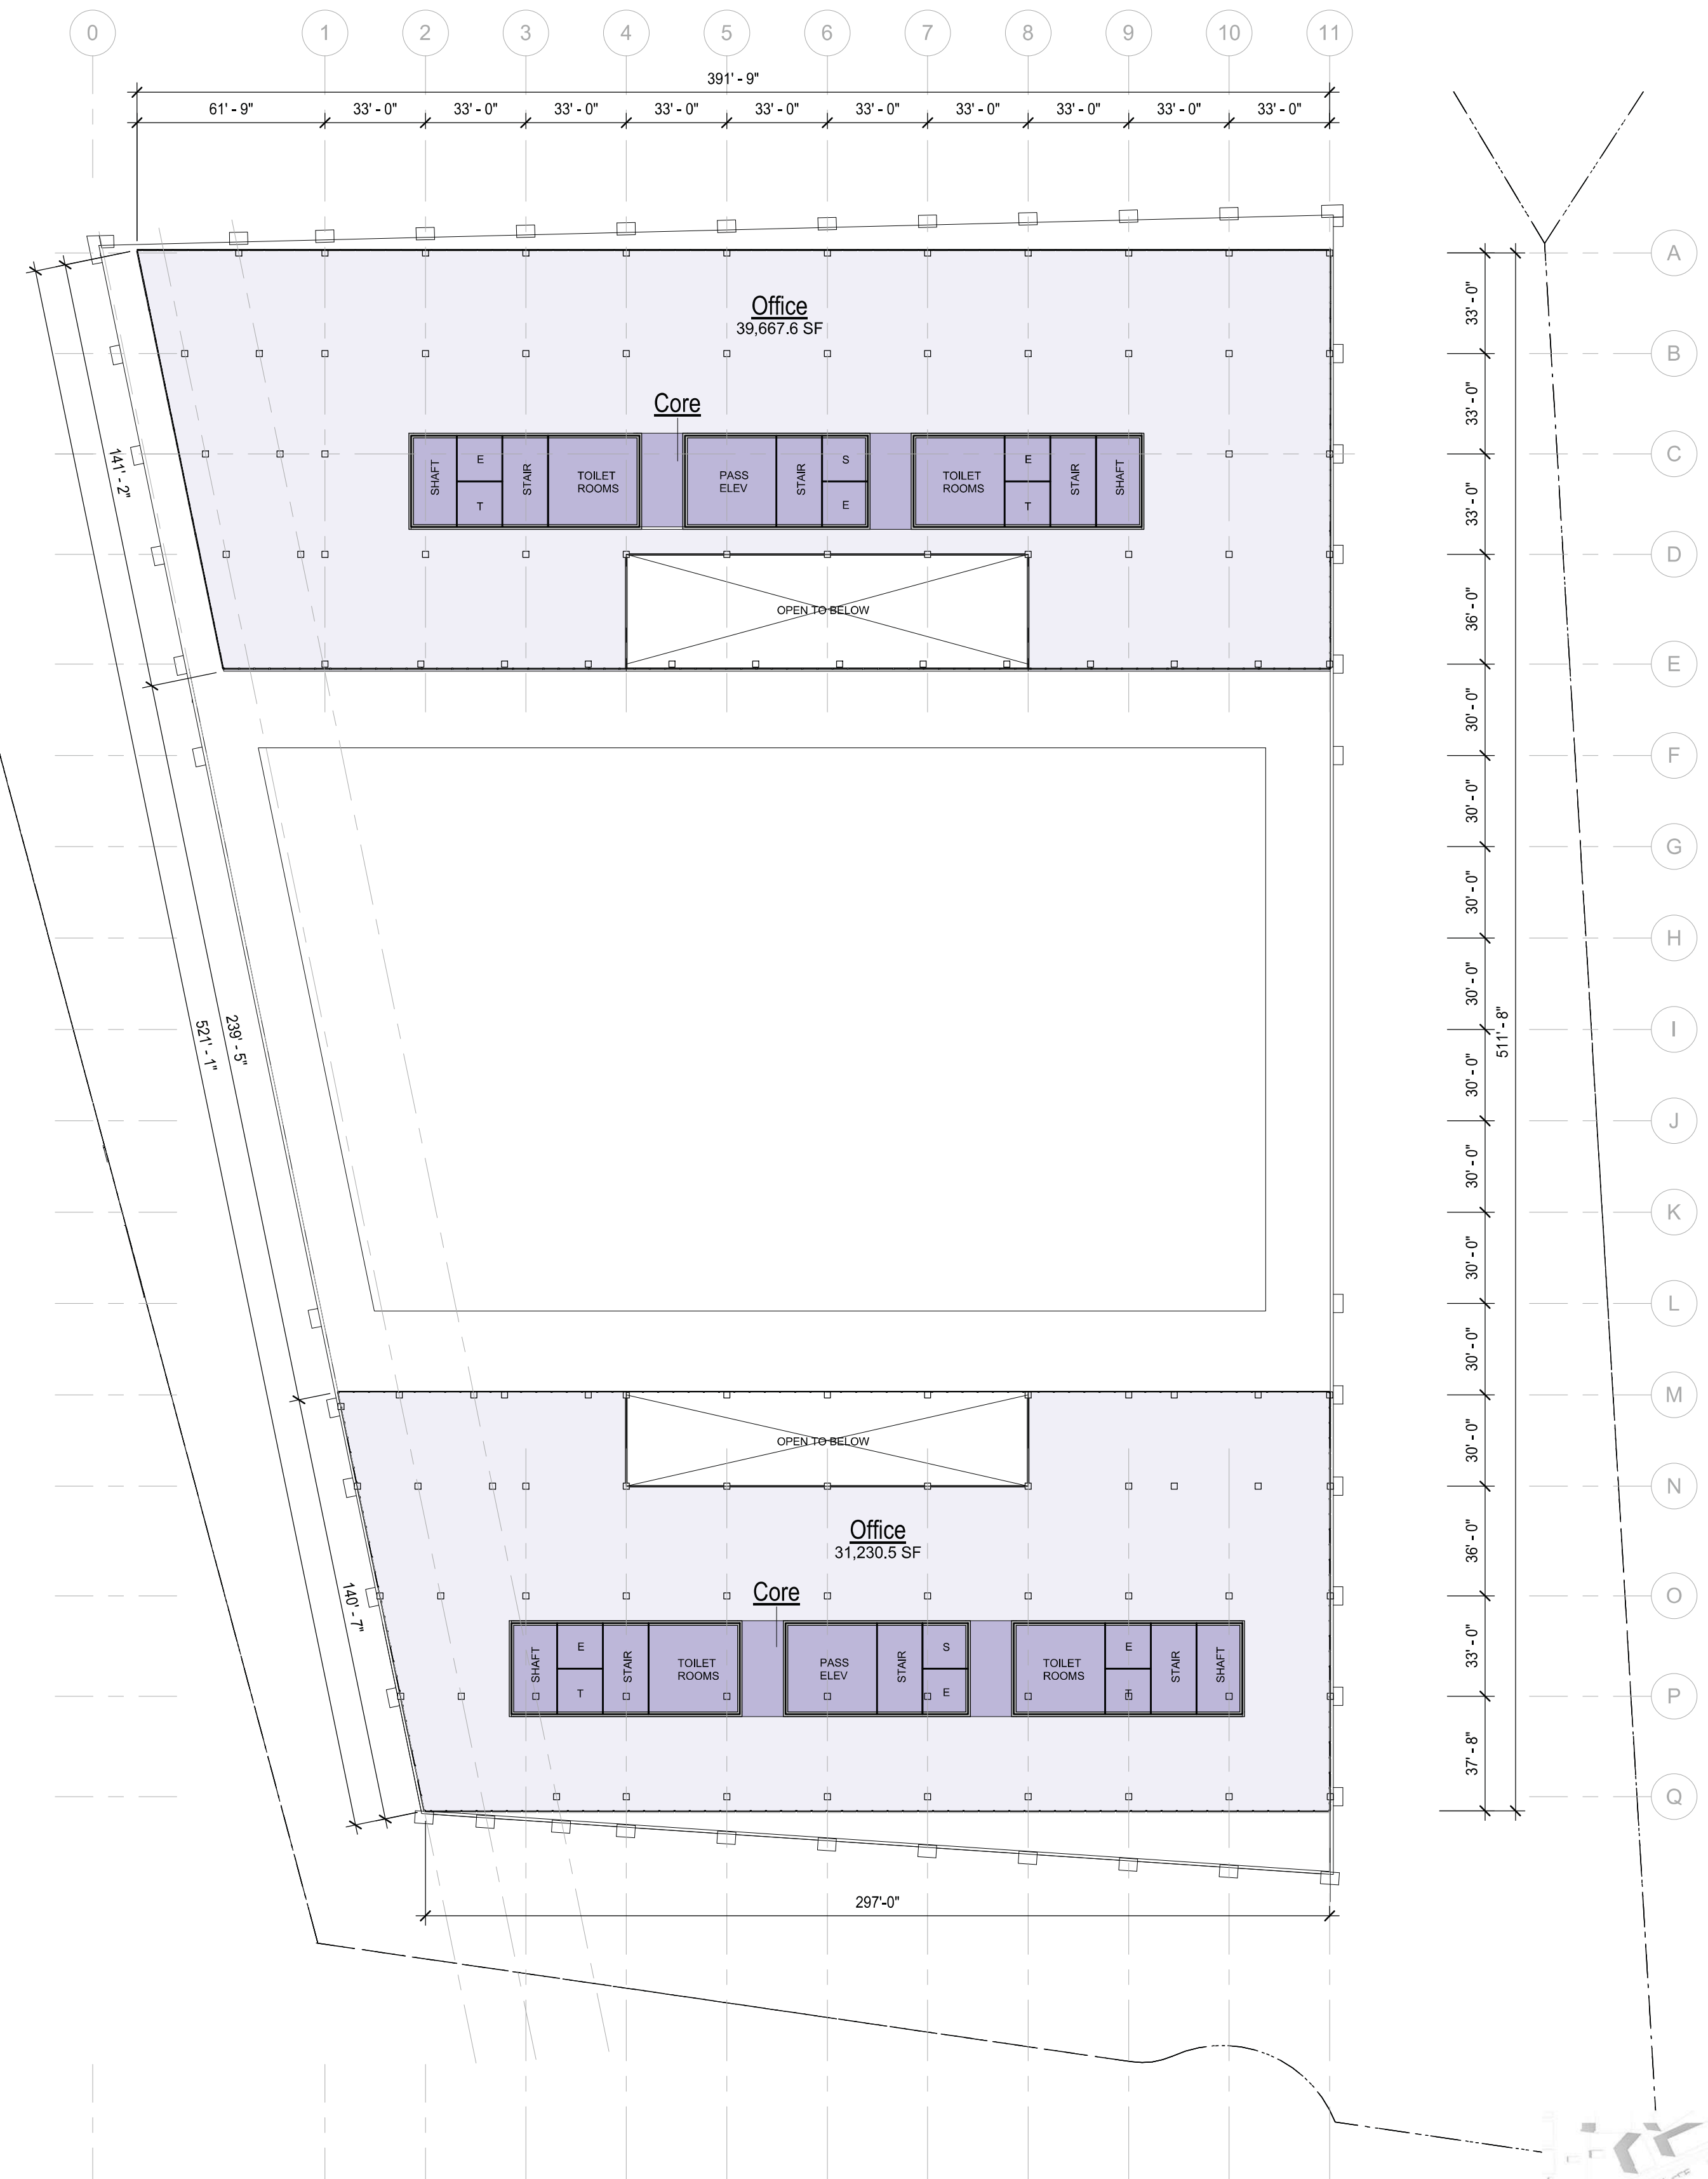 0 1 2 3 4 5 6 7 8 9 10 11
391' - 9"
61' - 9" 33' - 0" 33' - 0" 33' - 0" 33' - 0" 33' - 0" 33' - 0" 33' - 0" 33' - 0" 33' - 0" 33' - 0"
A
33' - 0"
Office
39,667.6 SF
B
33' - 0"
Core
C
141' - 2"
SHAFT
E
T
STAIR
TOILET
ROOMS
PASS
ELEV
STAIR
S
E
TOILET
ROOMS
E
T
STAIR
SHAFT
33' - 0"
D
OPEN TO BELOW
36' - 0"
E
30' - 0"
F
30' - 0"
G
30' - 0"
H
30' - 0"
I
521' - 1"
239' - 5"
511' - 8"
30' - 0"
J
30' - 0"
K
30' - 0"
L
30' - 0"
M
OPEN TO BELOW
30' - 0"
N
Office
31,230.5 SF
36' - 0"
Core
O
140' - 7"
SHAFT
E
T
STAIR
TOILET
ROOMS
PASS
ELEV
STAIR
S
E
TOILET
ROOMS
E
T
STAIR
SHAFT
33' - 0"
P
37' - 8"
Q
297'-0"